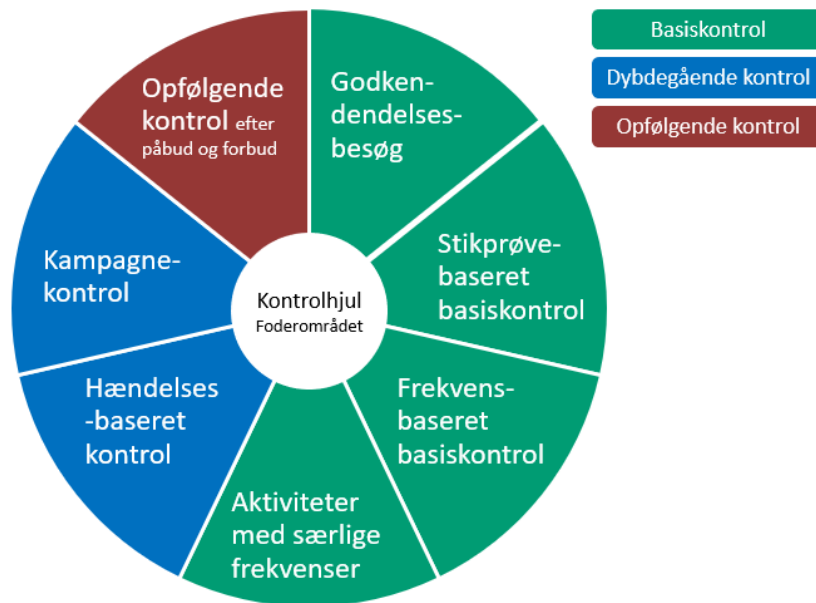 Basiskontrol
Dybdegående kontrol
Opfølgende kontrol
Godken-
dendelses-
besøg
Stikprøve-
baseret
basiskontrol
Frekvens-
baseret
basiskontrol
Aktiviteter
med særlige
frekvenser
Hændelses
-baseret
kontrol
Kampagne-
kontrol
Opfølgende
kontrol efter
påbud og forbud
Kontrolhjul
Foderområdet